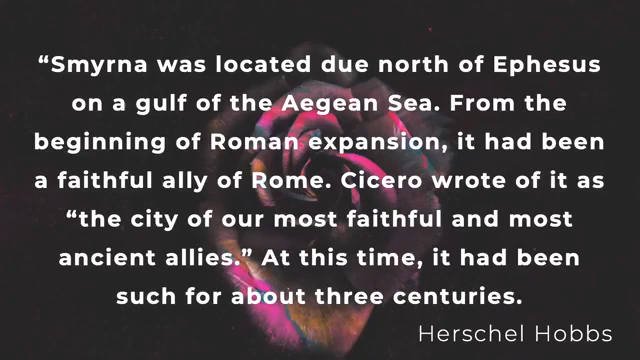 “Smyrna was located due north of Ephesus
on a gulf of the Aegean Sea. From the
beginning of Roman expansion, it had been
a faithful ally of Rome. Cicero wrote of it as
“the city of our most faithful and most
ancient allies.” At this time, it had been
such for about three centuries.
Herschel Hobbs